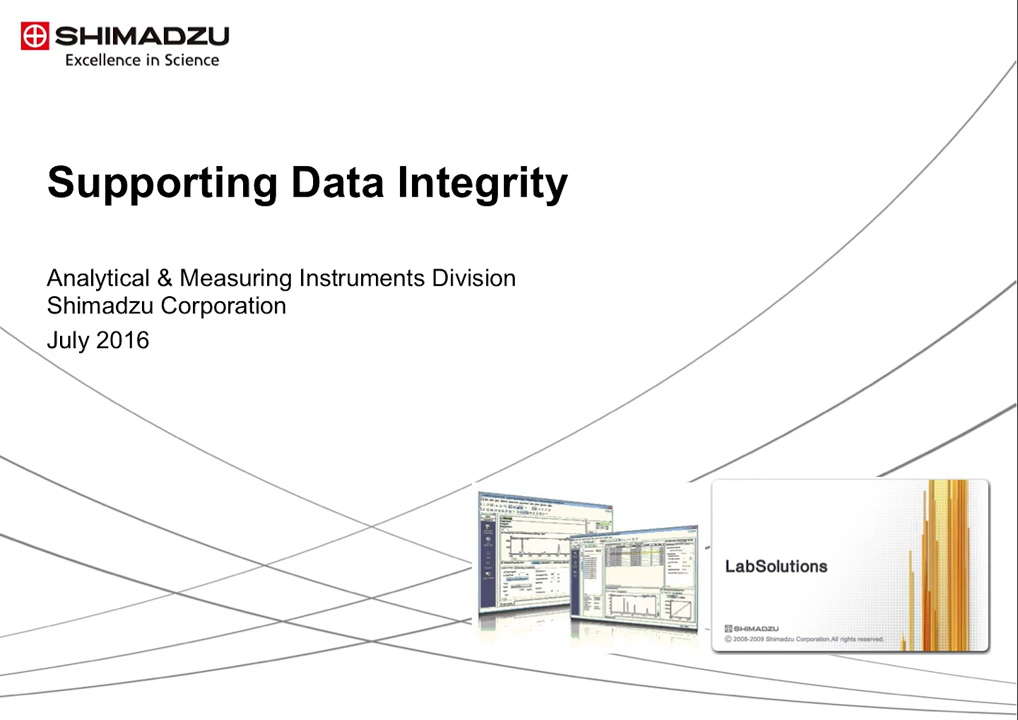 SHIMADZU
Excellence in Science
Supporting Data Integrity
Analytical & Measuring Instruments Division
Shimadzu Corporation
July 2016
LabSolutions
SHIMADZU
© 2008-2009 Shimadzu Corporation.All rights reserved.